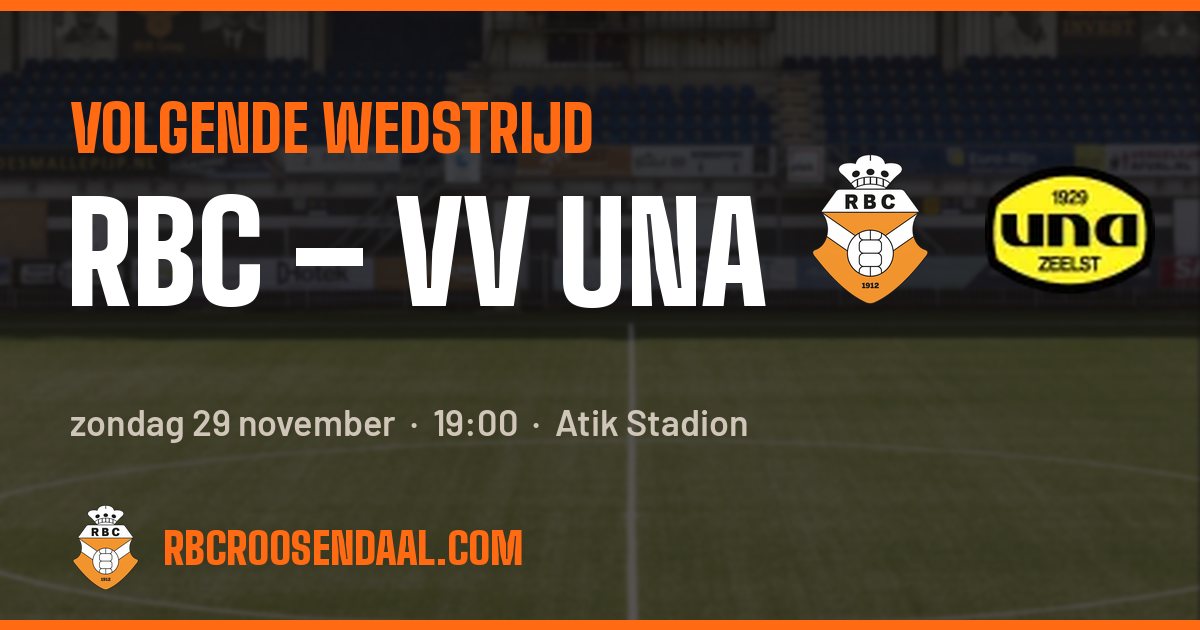 VOLGENDE WEDSTRIJD
RBC – VV UNA
RBC
1912
1929
una
ZEELST
zondag 29 november · 19:00 · Atik Stadion
RBC
1912
RBCROOSENDAAL.COM
INVEST